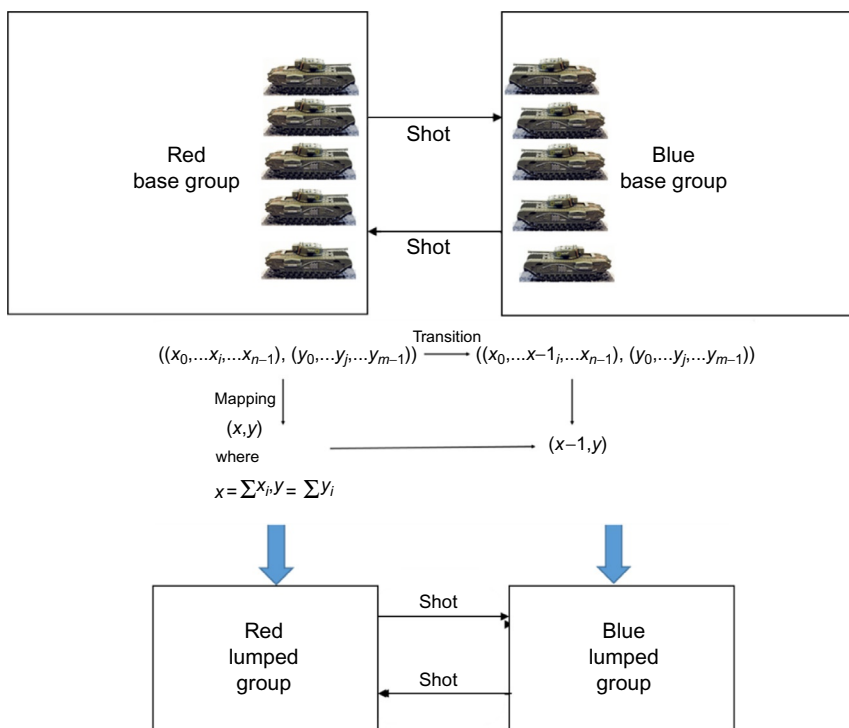 Red
base group
Shot
Blue
base group
Shot
Transition
((x₀,...xᵢ,...xₙ₋₁), (y₀,...yⱼ,...yₘ₋₁))
((x₀,...x−1ᵢ,...xₙ₋₁), (y₀,...yⱼ,...yₘ₋₁))
Mapping
(x,y)
(x−1,y)
where
x = ∑xᵢ,y = ∑yᵢ
Shot
Red
lumped
group
Blue
lumped
group
Shot